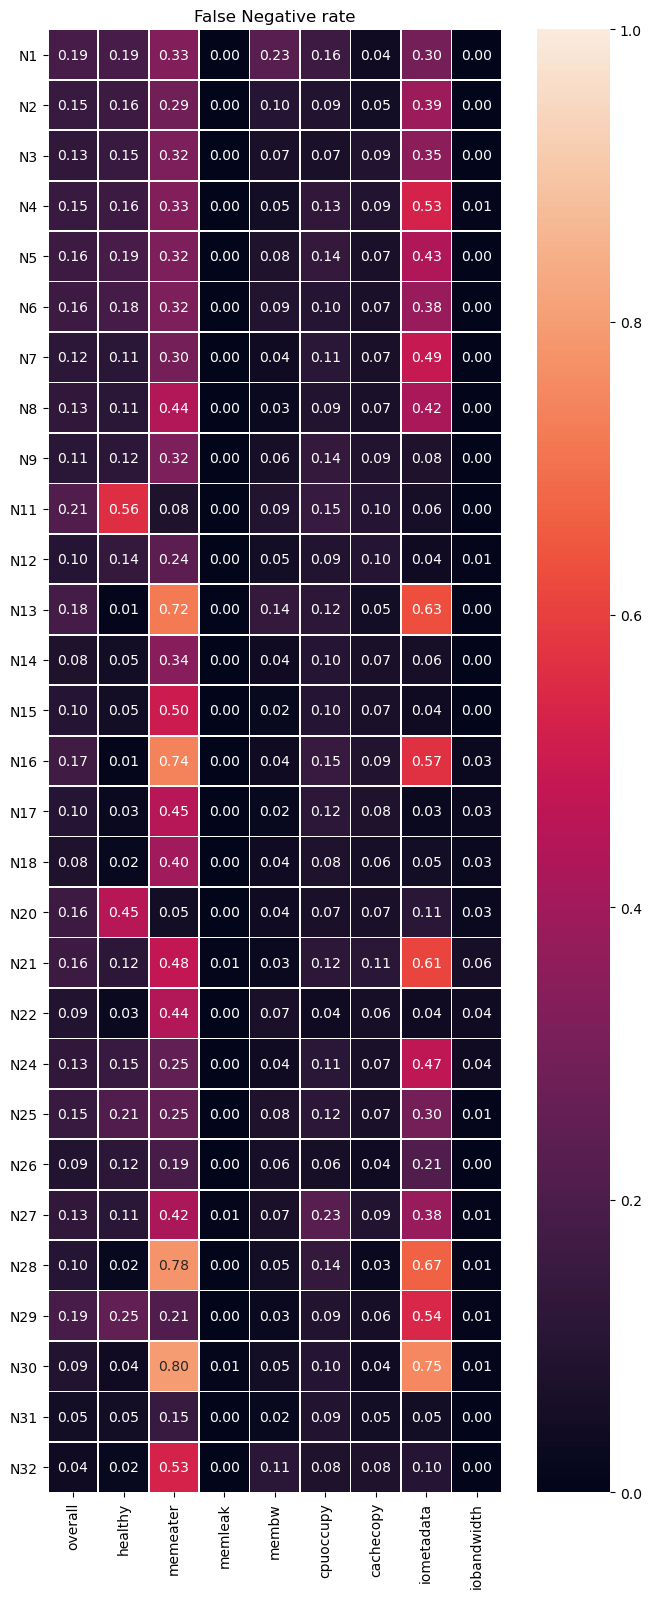 False Negative rate
N1 0.19 0.19 0.33 0.00 0.23 0.16 0.04 0.30 0.00
N2 0.15 0.16 0.29 0.00 0.10 0.09 0.05 0.39 0.00
N3 0.13 0.15 0.32 0.00 0.07 0.07 0.09 0.35 0.00
N4 0.15 0.16 0.33 0.00 0.05 0.13 0.09 0.53 0.01
N5 0.16 0.19 0.32 0.00 0.08 0.14 0.07 0.43 0.00
N6 0.16 0.18 0.32 0.00 0.09 0.10 0.07 0.38 0.00
N7 0.12 0.11 0.30 0.00 0.04 0.11 0.07 0.49 0.00
N8 0.13 0.11 0.44 0.00 0.03 0.09 0.07 0.42 0.00
N9 0.11 0.12 0.32 0.00 0.06 0.14 0.09 0.08 0.00
N11 0.21 0.56 0.08 0.00 0.09 0.15 0.10 0.06 0.00
N12 0.10 0.14 0.24 0.00 0.05 0.09 0.10 0.04 0.01
N13 0.18 0.01 0.72 0.00 0.14 0.12 0.05 0.63 0.00
N14 0.08 0.05 0.34 0.00 0.04 0.10 0.07 0.06 0.00
N15 0.10 0.05 0.50 0.00 0.02 0.10 0.07 0.04 0.00
N16 0.17 0.01 0.74 0.00 0.04 0.15 0.09 0.57 0.03
N17 0.10 0.03 0.45 0.00 0.02 0.12 0.08 0.03 0.03
N18 0.08 0.02 0.40 0.00 0.04 0.08 0.06 0.05 0.03
N20 0.16 0.45 0.05 0.00 0.04 0.07 0.07 0.11 0.03
N21 0.16 0.12 0.48 0.01 0.03 0.12 0.11 0.61 0.06
N22 0.09 0.03 0.44 0.00 0.07 0.04 0.06 0.04 0.04
N24 0.13 0.15 0.25 0.00 0.04 0.11 0.07 0.47 0.04
N25 0.15 0.21 0.25 0.00 0.08 0.12 0.07 0.30 0.01
N26 0.09 0.12 0.19 0.00 0.06 0.06 0.04 0.21 0.00
N27 0.13 0.11 0.42 0.01 0.07 0.23 0.09 0.38 0.01
N28 0.10 0.02 0.78 0.00 0.05 0.14 0.03 0.67 0.01
N29 0.19 0.25 0.21 0.00 0.03 0.09 0.06 0.54 0.01
N30 0.09 0.04 0.80 0.01 0.05 0.10 0.04 0.75 0.01
N31 0.05 0.05 0.15 0.00 0.02 0.09 0.05 0.05 0.00
N32 0.04 0.02 0.53 0.00 0.11 0.08 0.08 0.10 0.00
overall healthy memeater memleak membw cpuoccupy cachecopy iometadata iobandwidth
1.0
0.8
0.6
0.4
0.2
0.0